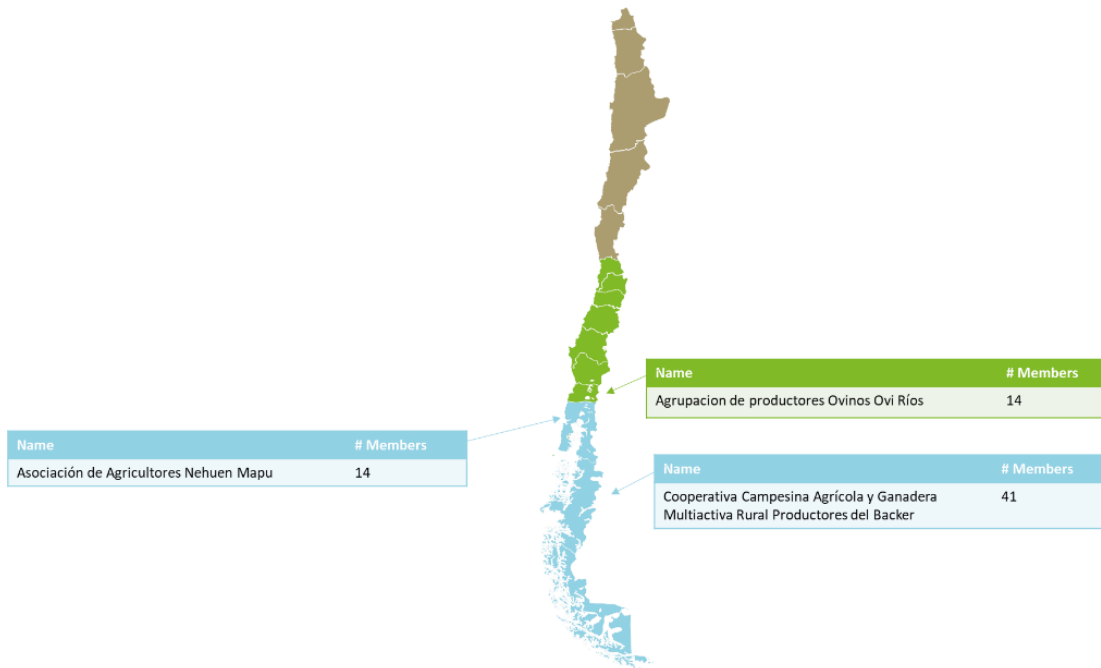 Name # Members
Agrupacion de productores Ovinos Ovi Ríos 14
Name # Members
Asociación de Agricultores Nehuen Mapu 14
Name # Members
Cooperativa Campesina Agrícola y Ganadera 41
Multiactiva Rural Productores del Backer